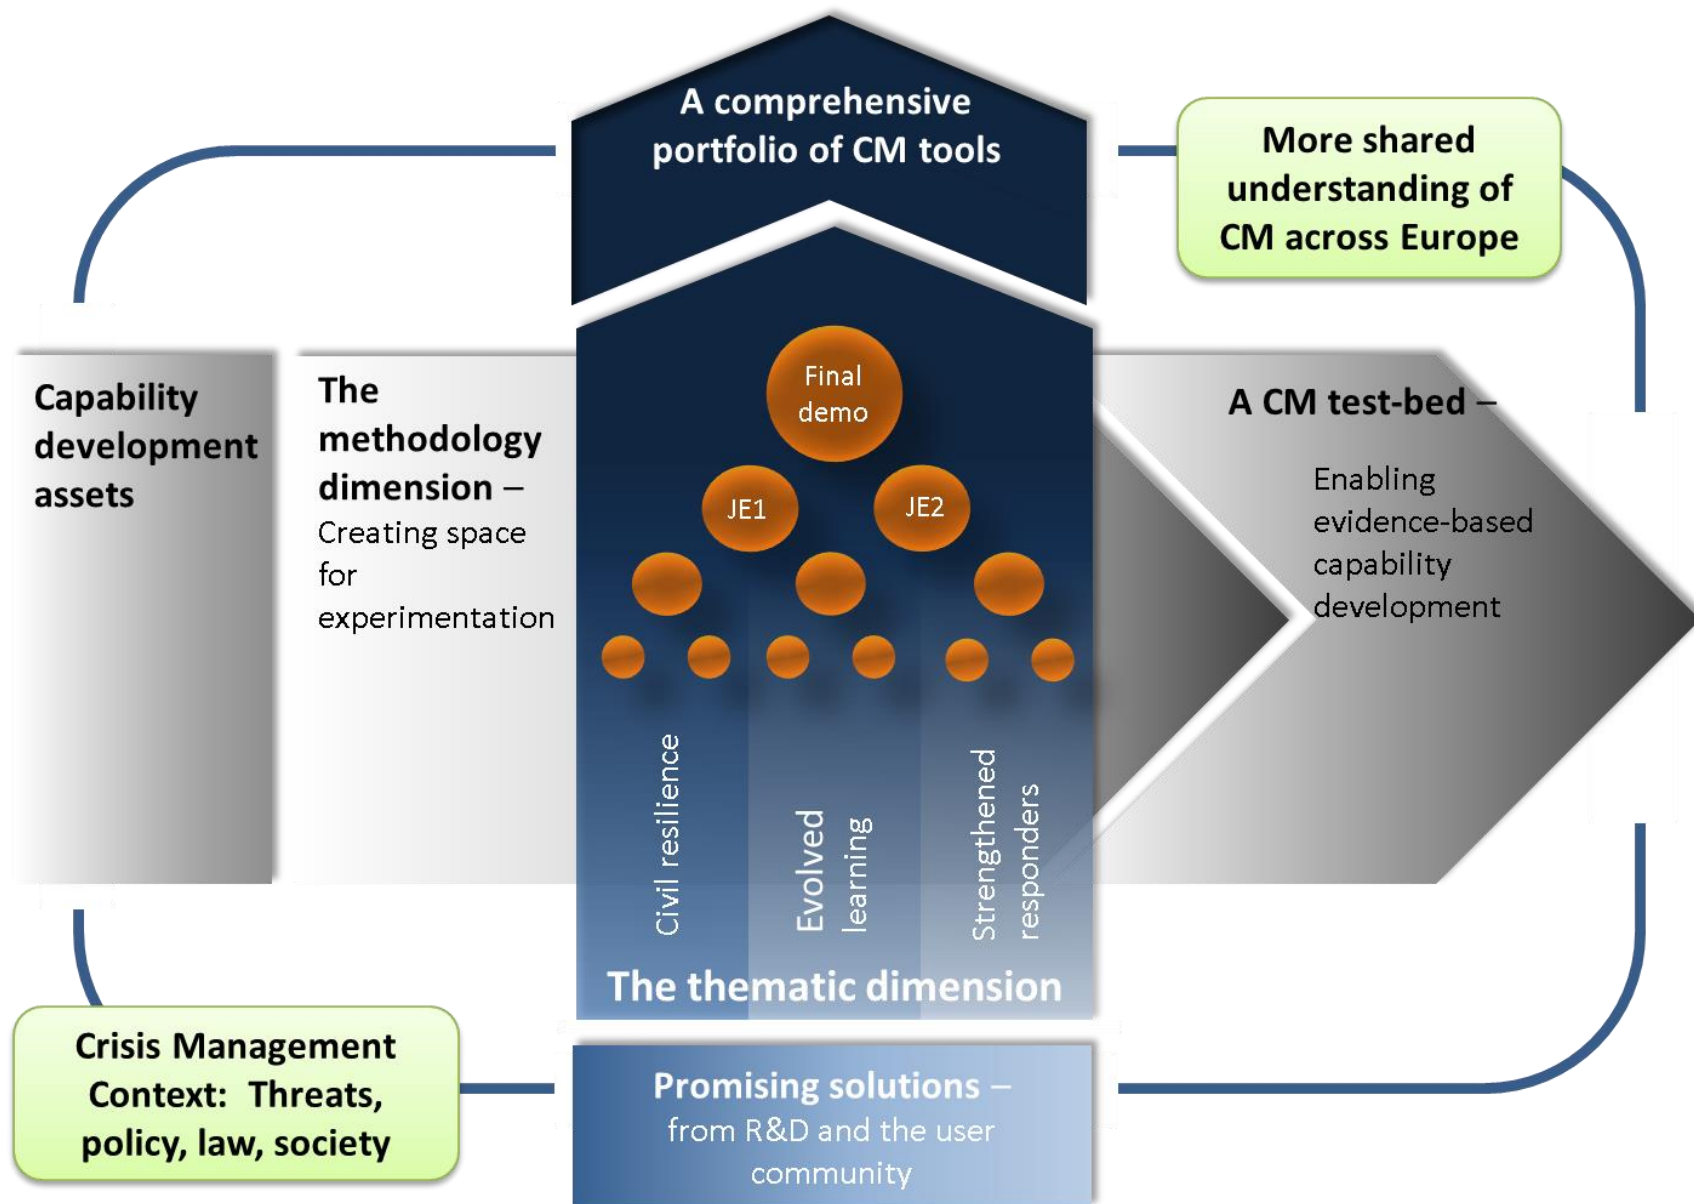 A comprehensive
portfolio of CM tools
More shared
understanding of
CM across Europe
Capability
development
assets
The
methodology
dimension –
Creating space
for
experimentation
Final
demo
JE1
JE2
A CM test-bed –
Enabling
evidence-based
capability
development
Civil resilience
Evolved
learning
Strengthened
responders
The thematic dimension
Crisis Management
Context:  Threats,
policy, law, society
Promising solutions –
from R&D and the user
community